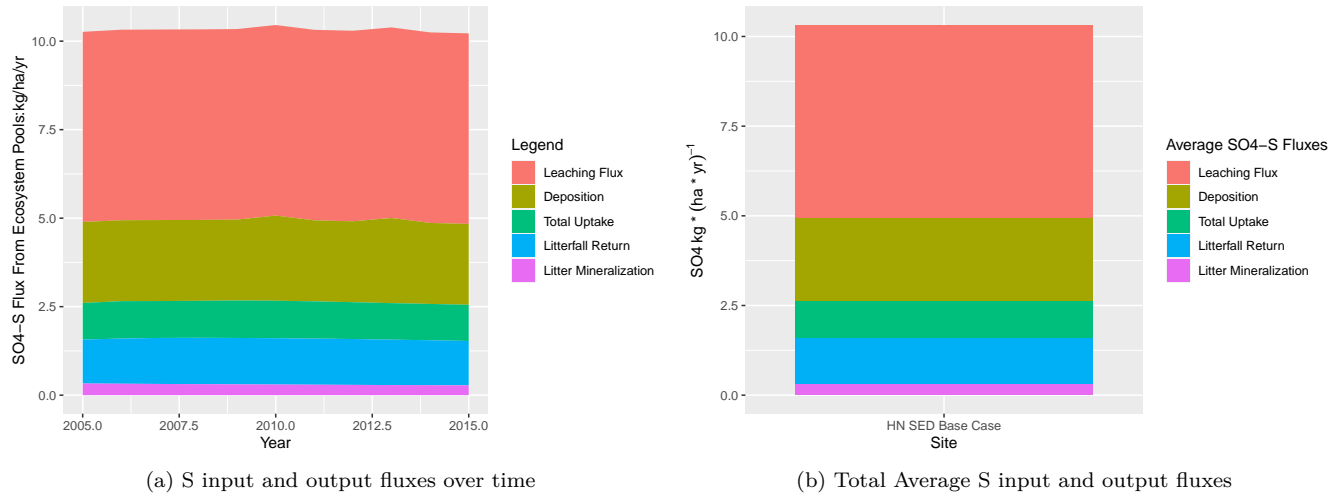 SO4−S Flux From Ecosystem Pools:kg/ha/yr
10.0
7.5
5.0
2.5
0.0
2005.0 2007.5 2010.0 2012.5 2015.0
Year
Legend
Leaching Flux
Deposition
Total Uptake
Litterfall Return
Litter Mineralization
(a) S input and output fluxes over time
SO4 kg * (ha * yr)⁻¹
10.0
7.5
5.0
2.5
0.0
HN SED Base Case
Site
Average SO4−S Fluxes
Leaching Flux
Deposition
Total Uptake
Litterfall Return
Litter Mineralization
(b) Total Average S input and output fluxes